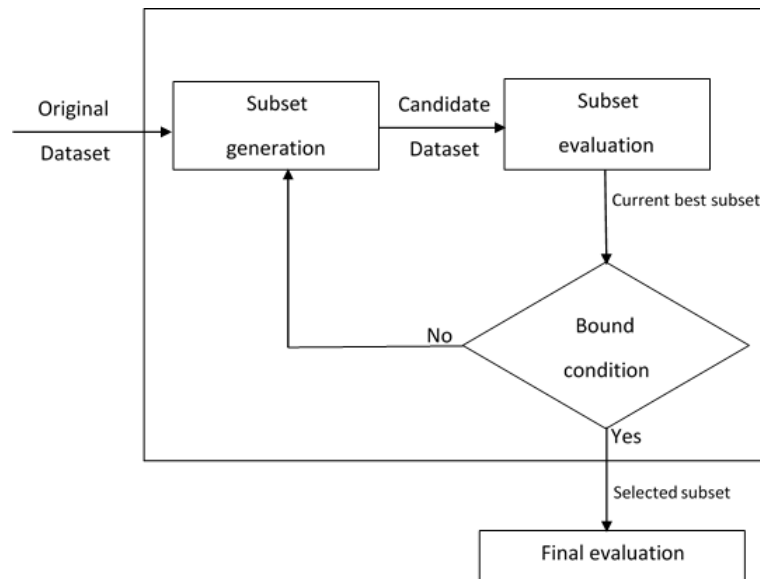 Original
Dataset
Subset
generation
Candidate
Dataset
Subset
evaluation
Current best subset
Bound
condition
No
Yes
Selected subset
Final evaluation